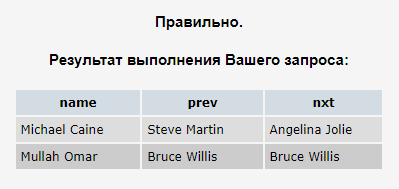 Правильно.
Результат выполнения Вашего запроса:
name prev nxt
Michael Caine Steve Martin Angelina Jolie
Mullah Omar Bruce Willis Bruce Willis